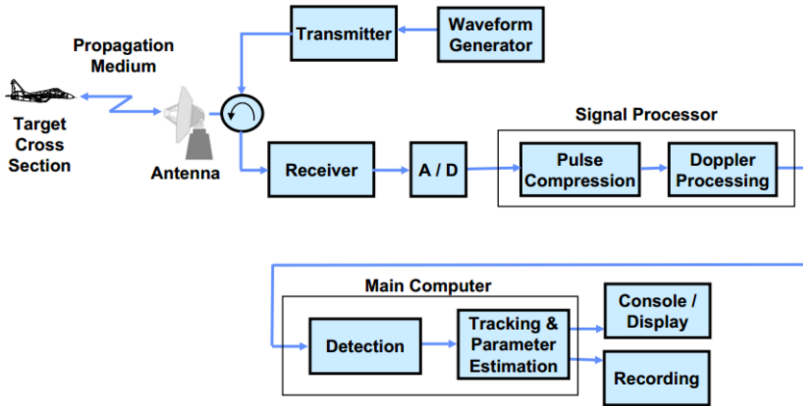 Transmitter
Waveform
Generator
Propagation
Medium
Target
Cross
Section
Antenna
Receiver
A / D
Signal Processor
Pulse
Compression
Doppler
Processing
Main Computer
Detection
Tracking &
Parameter
Estimation
Console /
Display
Recording